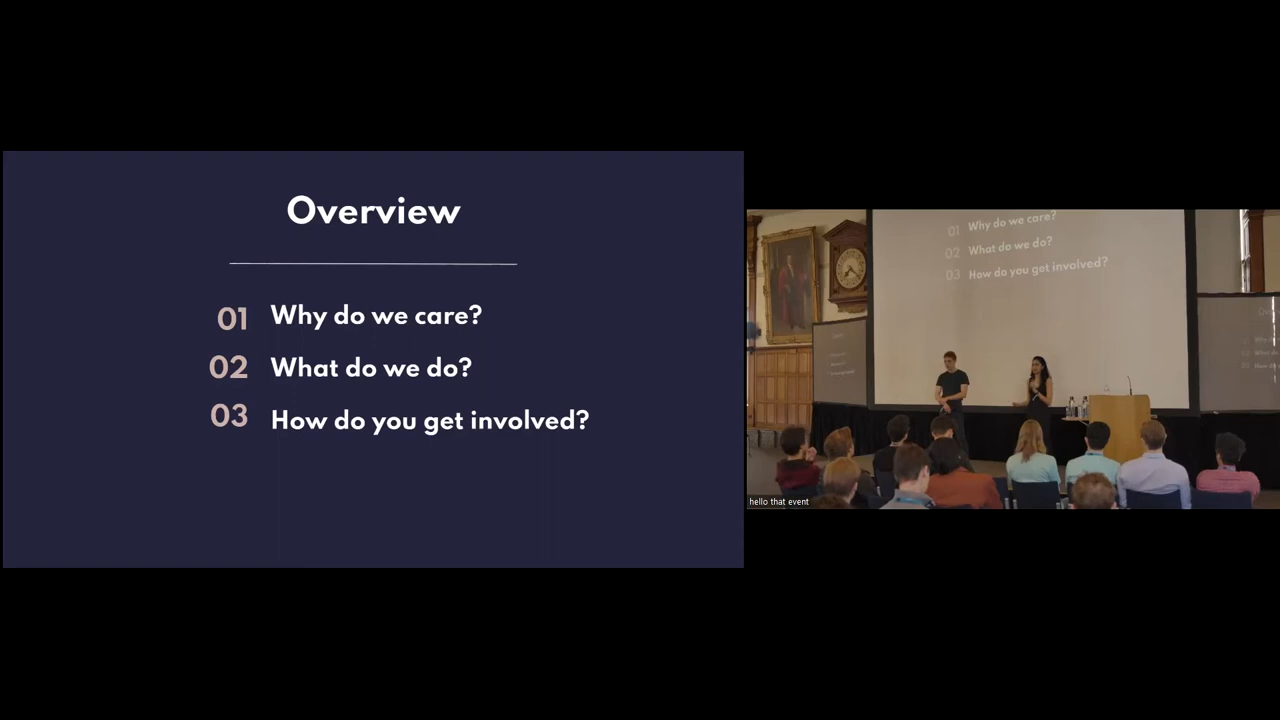 Overview
01 Why do we care?
02 What do we do?
03 How do you get involved?
01 Why do we care?
02 What do we do?
03 How do you get involved?
hello that event